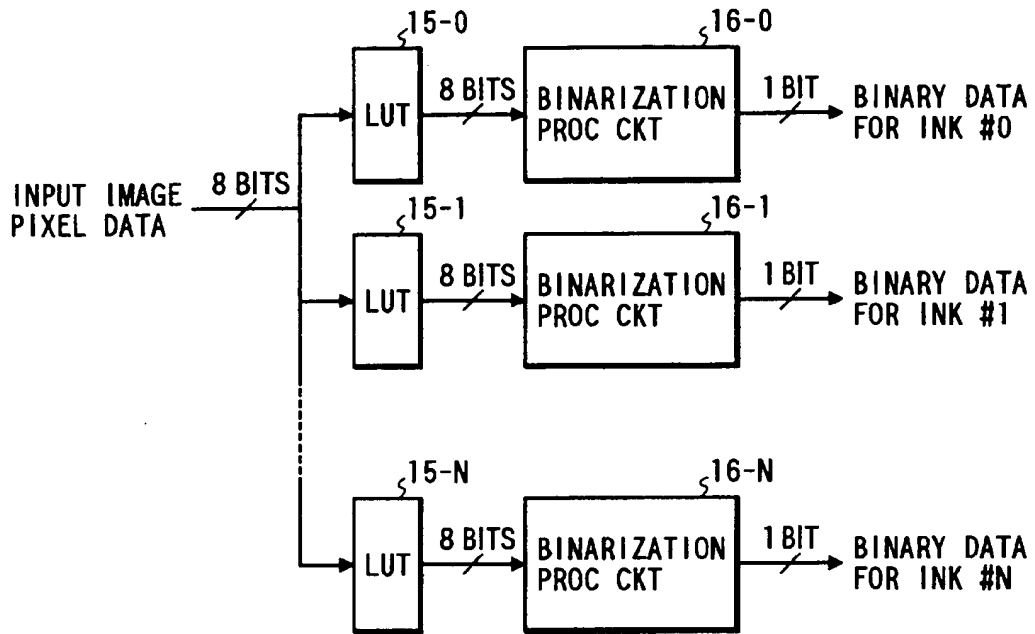 15-0
16-0
LUT
8 BITS
BINARIZATION
PROC CKT
1 BIT
BINARY DATA
FOR INK #0
INPUT IMAGE
PIXEL DATA
8 BITS
15-1
16-1
LUT
8 BITS
BINARIZATION
PROC CKT
1 BIT
BINARY DATA
FOR INK #1
15-N
16-N
LUT
8 BITS
BINARIZATION
PROC CKT
1 BIT
BINARY DATA
FOR INK #N